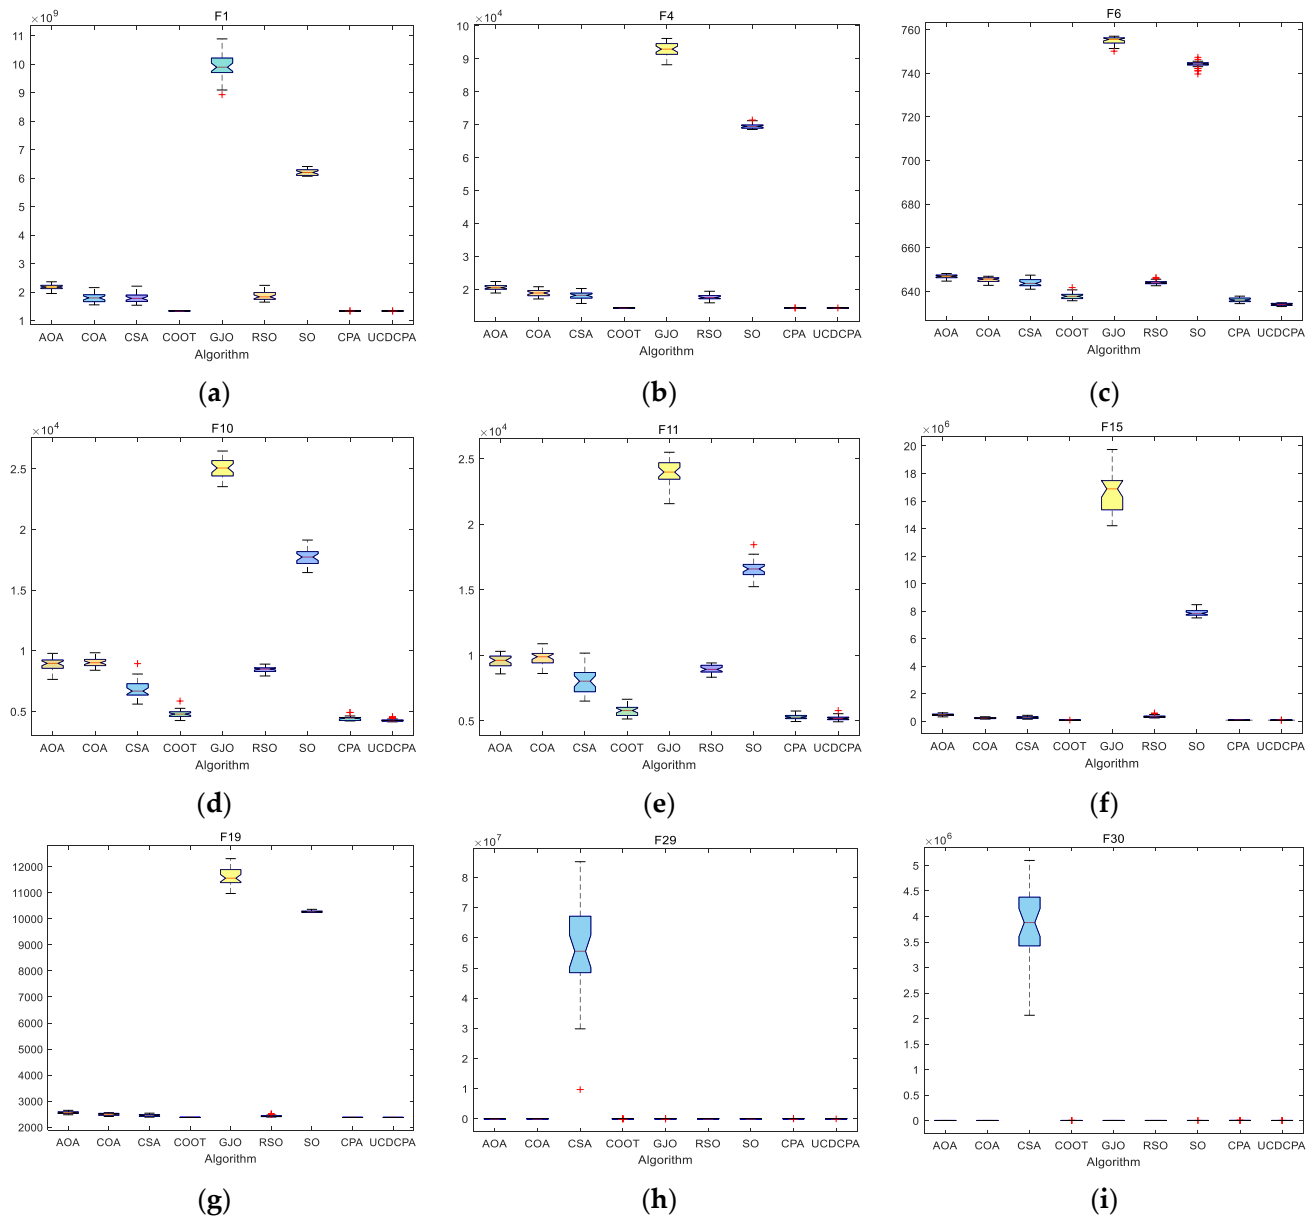 F1
×10⁹
11
10
9
8
7
6
5
4
3
2
1
AOA COA CSA COOT GJO RSO SO CPA UCDCPA
Algorithm
(a)
F4
×10⁴
10
9
8
7
6
5
4
3
2
AOA COA CSA COOT GJO RSO SO CPA UCDCPA
Algorithm
(b)
F6
760
740
720
700
680
660
640
AOA COA CSA COOT GJO RSO SO CPA UCDCPA
Algorithm
(c)
F10
×10⁴
2.5
2
1.5
1
0.5
AOA COA CSA COOT GJO RSO SO CPA UCDCPA
Algorithm
(d)
F11
×10⁴
2.5
2
1.5
1
0.5
AOA COA CSA COOT GJO RSO SO CPA UCDCPA
Algorithm
(e)
F15
×10⁶
20
18
16
14
12
10
8
6
4
2
0
AOA COA CSA COOT GJO RSO SO CPA UCDCPA
Algorithm
(f)
F19
12000
11000
10000
9000
8000
7000
6000
5000
4000
3000
2000
AOA COA CSA COOT GJO RSO SO CPA UCDCPA
Algorithm
(g)
F29
×10⁷
8
7
6
5
4
3
2
1
0
AOA COA CSA COOT GJO RSO SO CPA UCDCPA
Algorithm
(h)
F30
×10⁶
5
4.5
4
3.5
3
2.5
2
1.5
1
0.5
0
AOA COA CSA COOT GJO RSO SO CPA UCDCPA
Algorithm
(i)